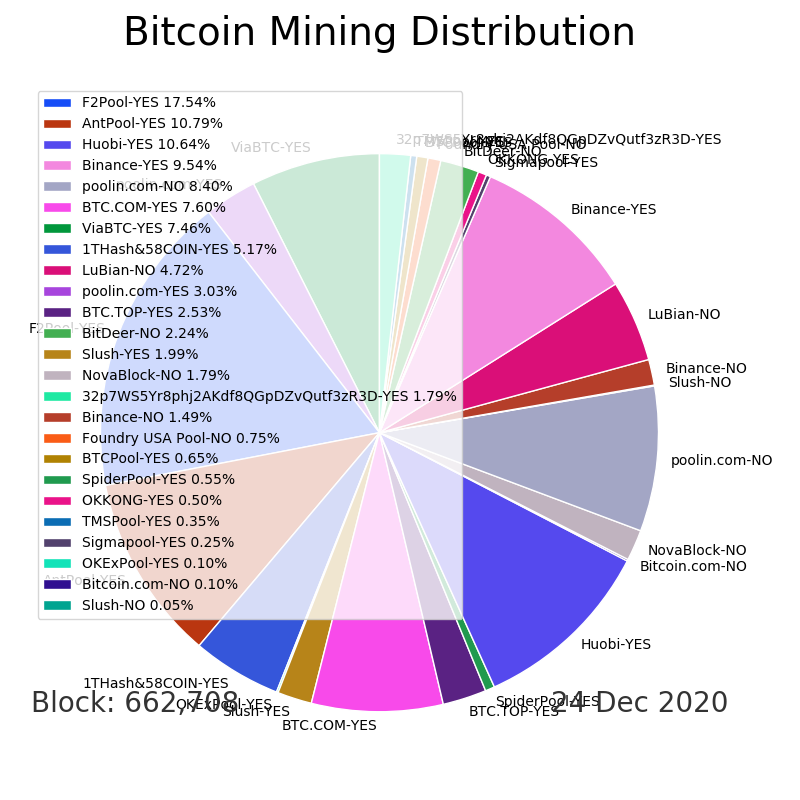 Bitcoin Mining Distribution
F2Pool-YES 17.54%
AntPool-YES 10.79%
Huobi-YES 10.64%
Binance-YES 9.54%
poolin.com-NO 8.40%
BTC.COM-YES 7.60%
ViaBTC-YES 7.46%
1THash&58COIN-YES 5.17%
LuBian-NO 4.72%
poolin.com-YES 3.03%
BTC.TOP-YES 2.53%
BitDeer-NO 2.24%
Slush-YES 1.99%
NovaBlock-NO 1.79%
32p7WS5Yr8phj2AKdf8QGpDZvQutf3zR3D-YES 1.79%
Binance-NO 1.49%
Foundry USA Pool-NO 0.75%
BTCPool-YES 0.65%
SpiderPool-YES 0.55%
OKKONG-YES 0.50%
TMSPool-YES 0.35%
Sigmapool-YES 0.25%
OKExPool-YES 0.10%
Bitcoin.com-NO 0.10%
Slush-NO 0.05%
ViaBTC-YES
BitDeer-NO
OKKONG-YES
Sigmapool-YES
Binance-YES
LuBian-NO
Binance-NO
Slush-NO
poolin.com-NO
NovaBlock-NO
Bitcoin.com-NO
Huobi-YES
SpiderPool-YES
BTC.TOP-YES
BTC.COM-YES
Slush-YES
OKExPool-YES
1THash&58COIN-YES
AntPool-YES
F2Pool-YES
Block: 662,708
24 Dec 2020